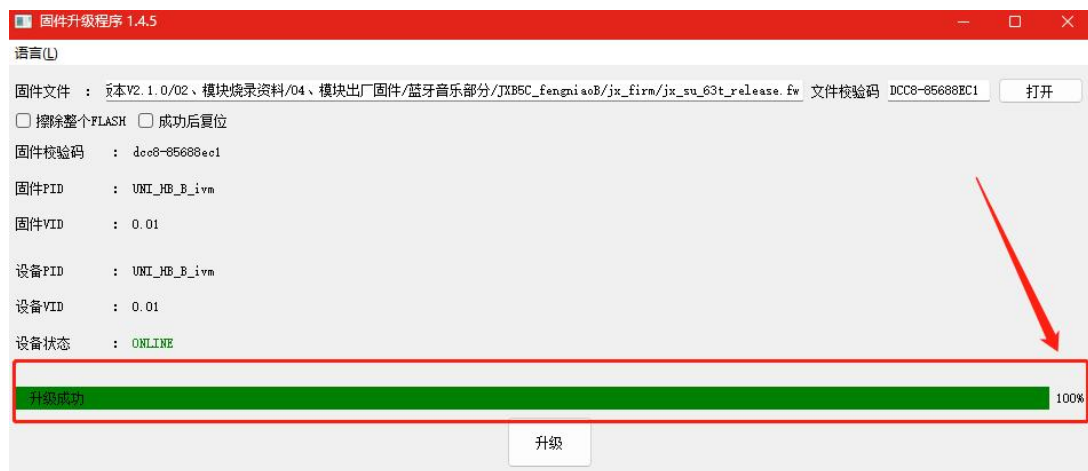 固件升级程序 1.4.5
语言(L)
固件文件 : 本V2.1.0/02、模块烧录资料/04、模块出厂固件/蓝牙音乐部分/JXB5C_fengniaoB/jx_firm/jx_su_63t_release.fw 文件校验码 DCC8-85688EC1 打开
擦除整个FLASH 成功后复位
固件校验码 : dcc8-85688ec1
固件PID : UNI_HB_B_ivm
固件VID : 0.01
设备PID : UNI_HB_B_ivm
设备VID : 0.01
设备状态 : ONLINE
升级成功 100%
升级